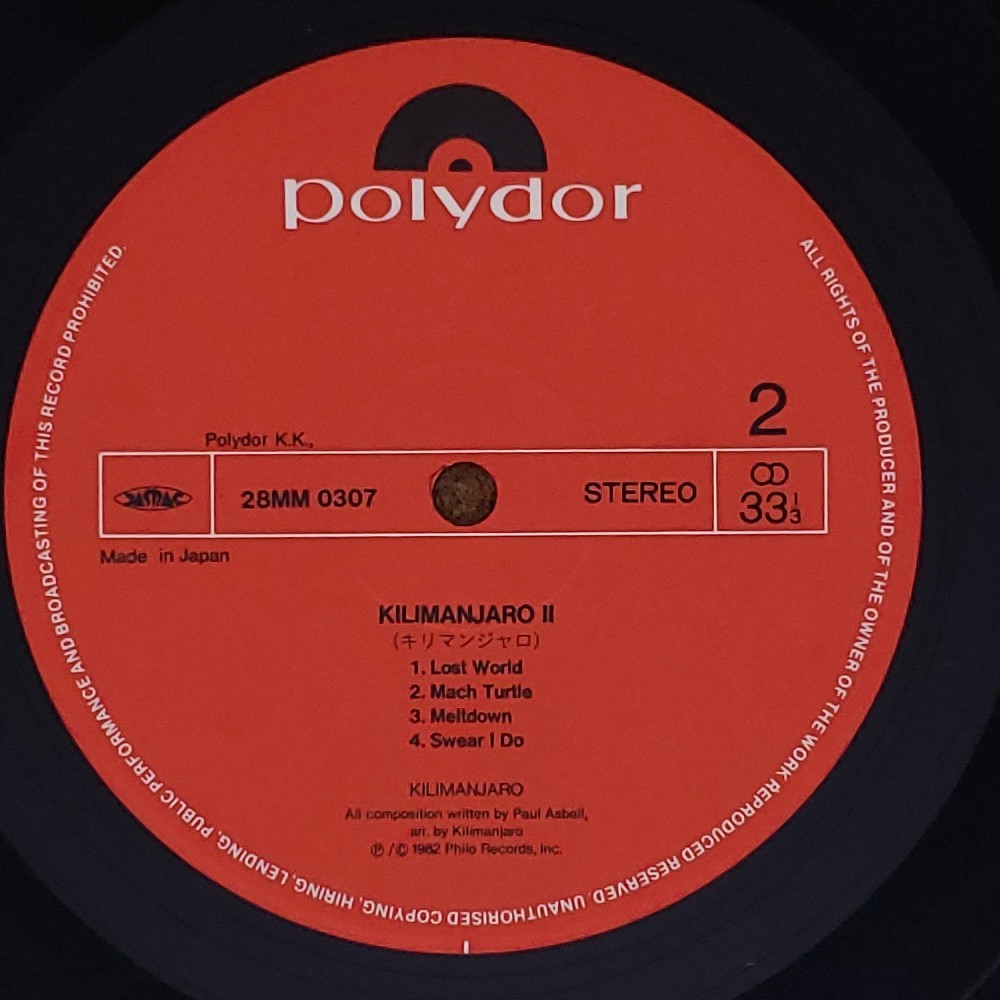 polydor
ALL RIGHTS OF THE PRODUCER AND OF THE OWNER OF THE WORK REPRODUCED RESERVED. UNAUTHORISED COPYING, HIRING, LENDING, PUBLIC PERFORMANCE AND BROADCASTING OF THIS RECORD PROHIBITED.
2
Polydor K.K.,
JASRAC
28MM 0307
STEREO
33 1/3
Made in Japan
KILIMANJARO II
(キリマンジャロ)
1. Lost World
2. Mach Turtle
3. Meltdown
4. Swear I Do
KILIMANJARO
All composition written by Paul Asbell,
arr. by Kilimanjaro
℗/© 1982 Philo Records, Inc.